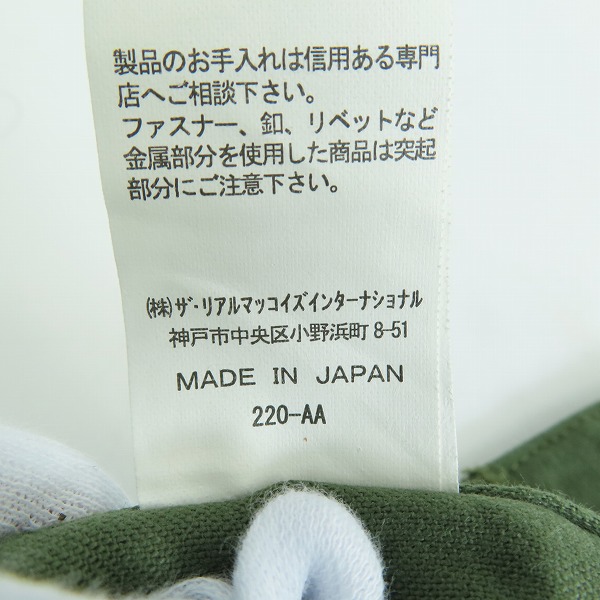 製品のお手入れは信用ある専門
店へご相談下さい。
ファスナー、釦、リベットなど
金属部分を使用した商品は突起
部分にご注意下さい。
(株)ザ・リアルマッコイズインターナショナル
神戸市中央区小野浜町 8-51
MADE IN JAPAN
220-AA